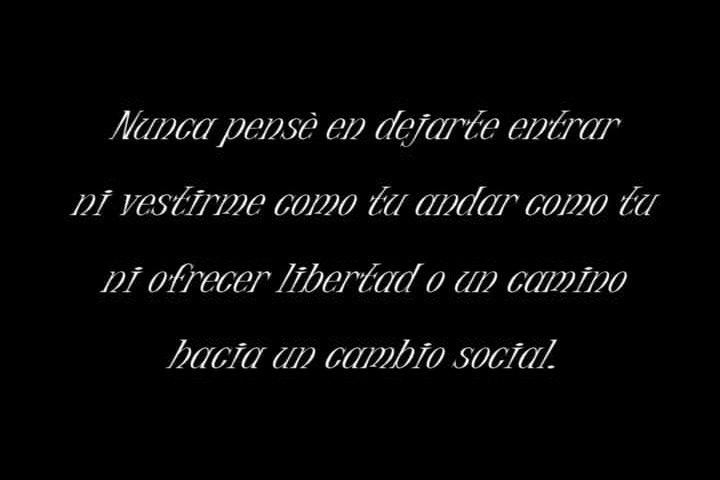 Nunca pensè en dejarte entrar
ni vestirme como tu andar como tu
ni ofrecer libertad o un camino
hacia un cambio social.